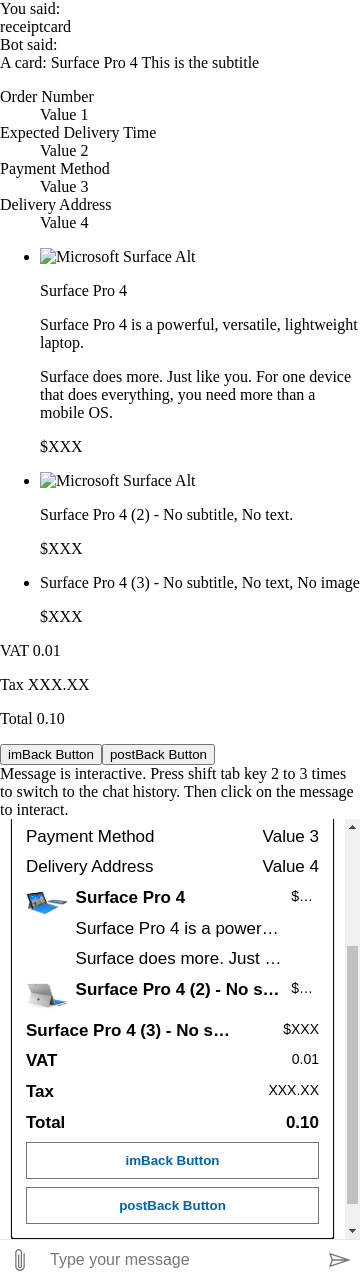 You said:
receiptcard
Bot said:
A card: Surface Pro 4 This is the subtitle
Order Number
Value 1
Expected Delivery Time
Value 2
Payment Method
Value 3
Delivery Address
Value 4
Microsoft Surface Alt
Surface Pro 4
Surface Pro 4 is a powerful, versatile, lightweight
laptop.
Surface does more. Just like you. For one device
that does everything, you need more than a
mobile OS.
$XXX
Microsoft Surface Alt
Surface Pro 4 (2) - No subtitle, No text.
$XXX
Surface Pro 4 (3) - No subtitle, No text, No image
$XXX
VAT 0.01
Tax XXX.XX
Total 0.10
imBack Button postBack Button
Message is interactive. Press shift tab key 2 to 3 times
to switch to the chat history. Then click on the message
to interact.
Payment Method Value 3
Delivery Address Value 4
Surface Pro 4 $…
Surface Pro 4 is a power…
Surface does more. Just …
Surface Pro 4 (2) - No s… $…
Surface Pro 4 (3) - No s… $XXX
VAT 0.01
Tax XXX.XX
Total 0.10
imBack Button
postBack Button
Type your message